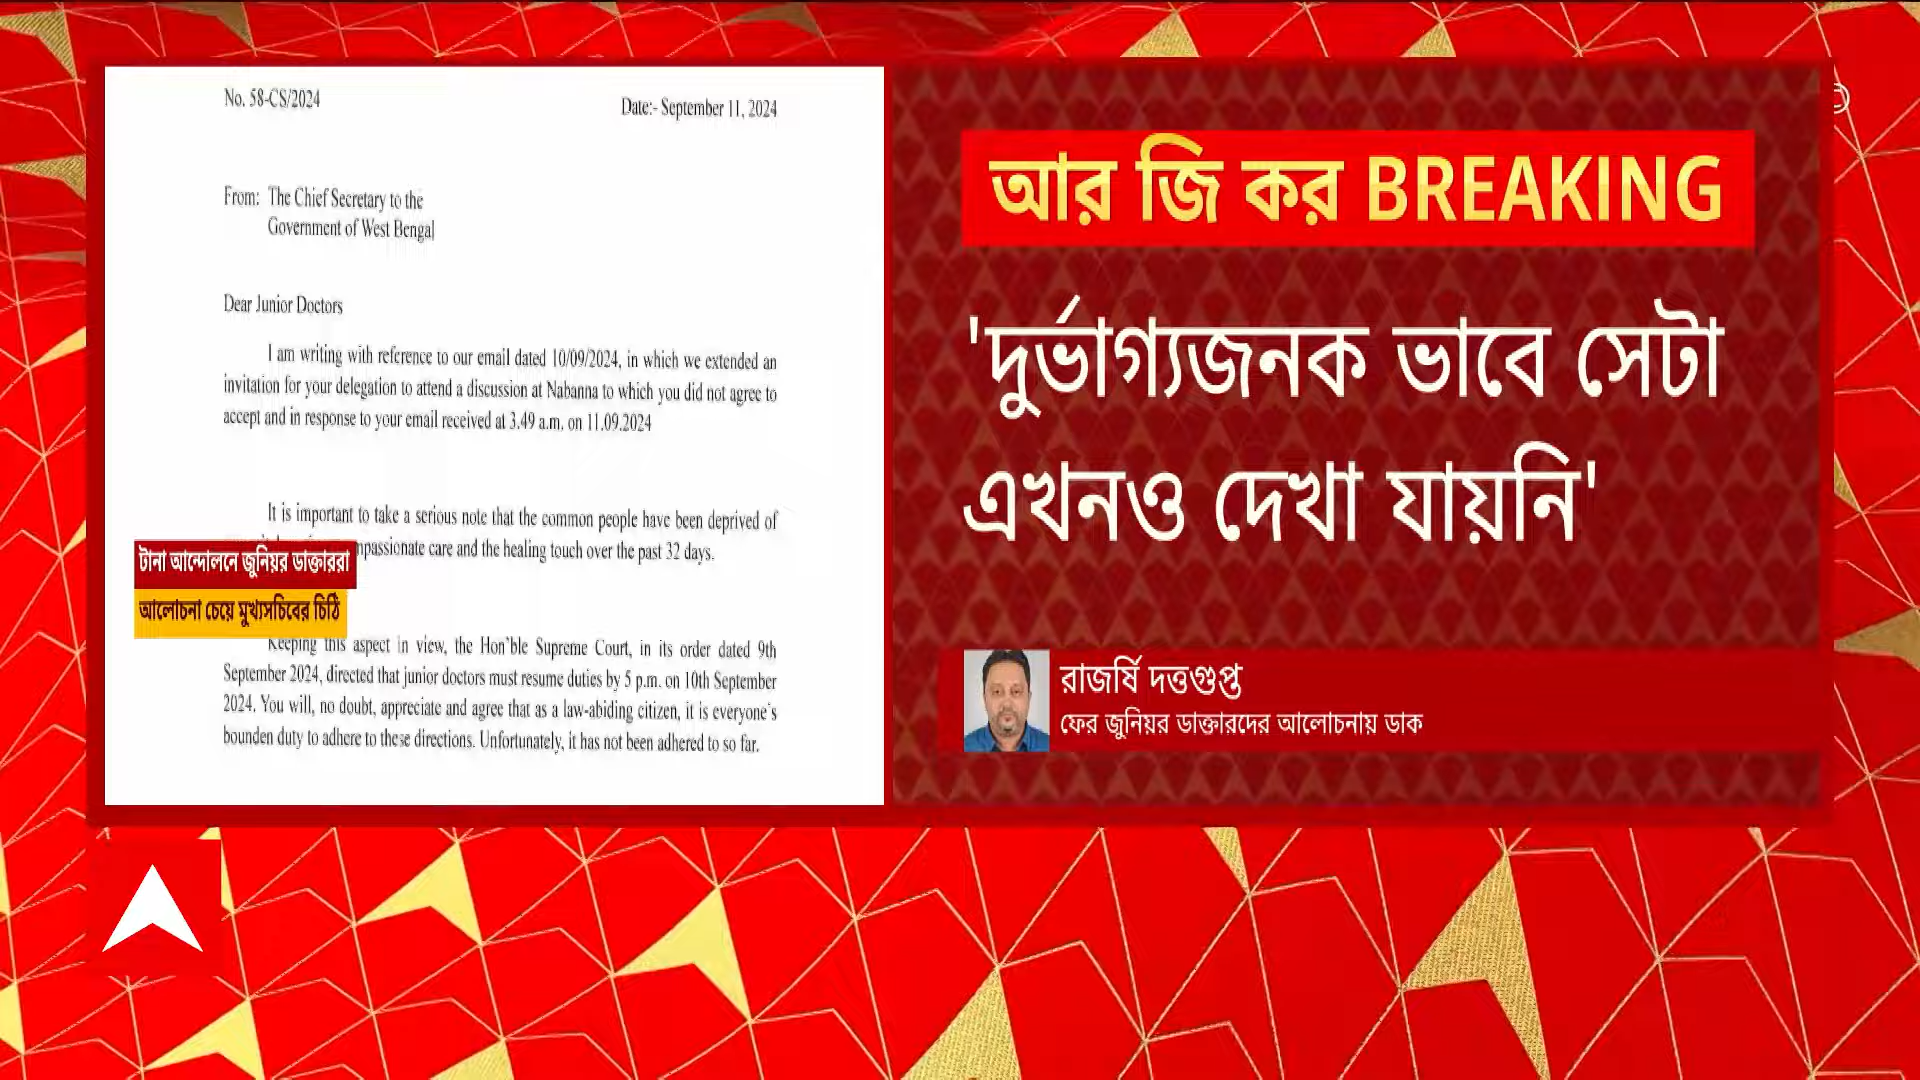 No. 58-CS/2024
Date:- September 11, 2024
From: The Chief Secretary to the
Government of West Bengal
Dear Junior Doctors
I am writing with reference to our email dated 10/09/2024, in which we extended an
invitation for your delegation to attend a discussion at Nabanna to which you did not agree to
accept and in response to your email received at 3.49 a.m. on 11.09.2024
It is important to take a serious note that the common people have been deprived of
care and the healing touch over the past 32 days.
টানা আন্দোলনে জুনিয়র ডাক্তাররা
আলোচনা চেয়ে মুখ্যসচিবের চিঠি
Keeping this aspect in view, the Hon'ble Supreme Court, in its order dated 9th
September 2024, directed that junior doctors must resume duties by 5 p.m. on 10th September
2024. You will, no doubt, appreciate and agree that as a law-abiding citizen, it is everyone's
bounden duty to adhere to these directions. Unfortunately, it has not been adhered to so far.
আর জি কর BREAKING
'দুর্ভাগ্যজনক ভাবে সেটা
এখনও দেখা যায়নি'
রাজর্ষি দত্তগুপ্ত
ফের জুনিয়র ডাক্তারদের আলোচনায় ডাক